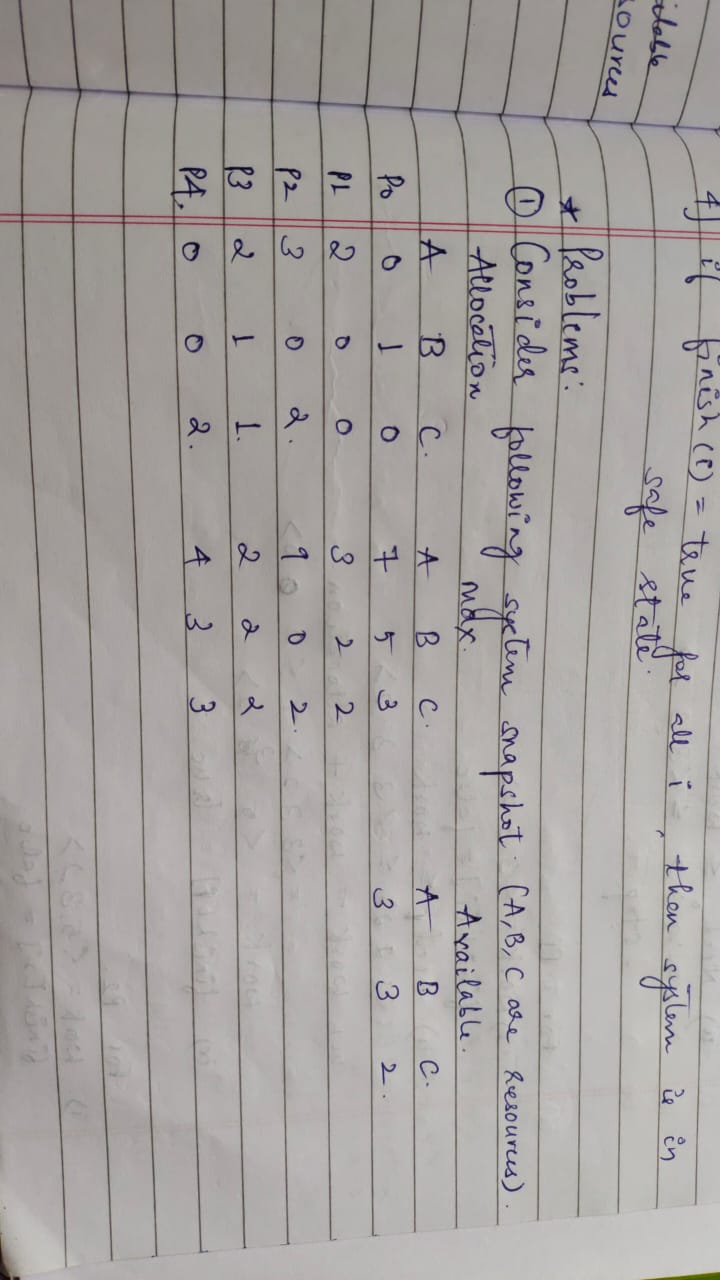 ilable
sources
4) if finish(i) = true for all i, then system is in
safe state.
* Problems:
① Consider following system snapshot. (A, B, C are resources).
Allocation max. Available.
A B C. A B C. A B C.
P0 0 1 0 7 5 3 3 3 2.
P1 2 0 0 3 2 2
P2 3 0 2. 9 0 2.
P3 2 1 1. 2 2 2
P4. 0 0 2. 4 3 3